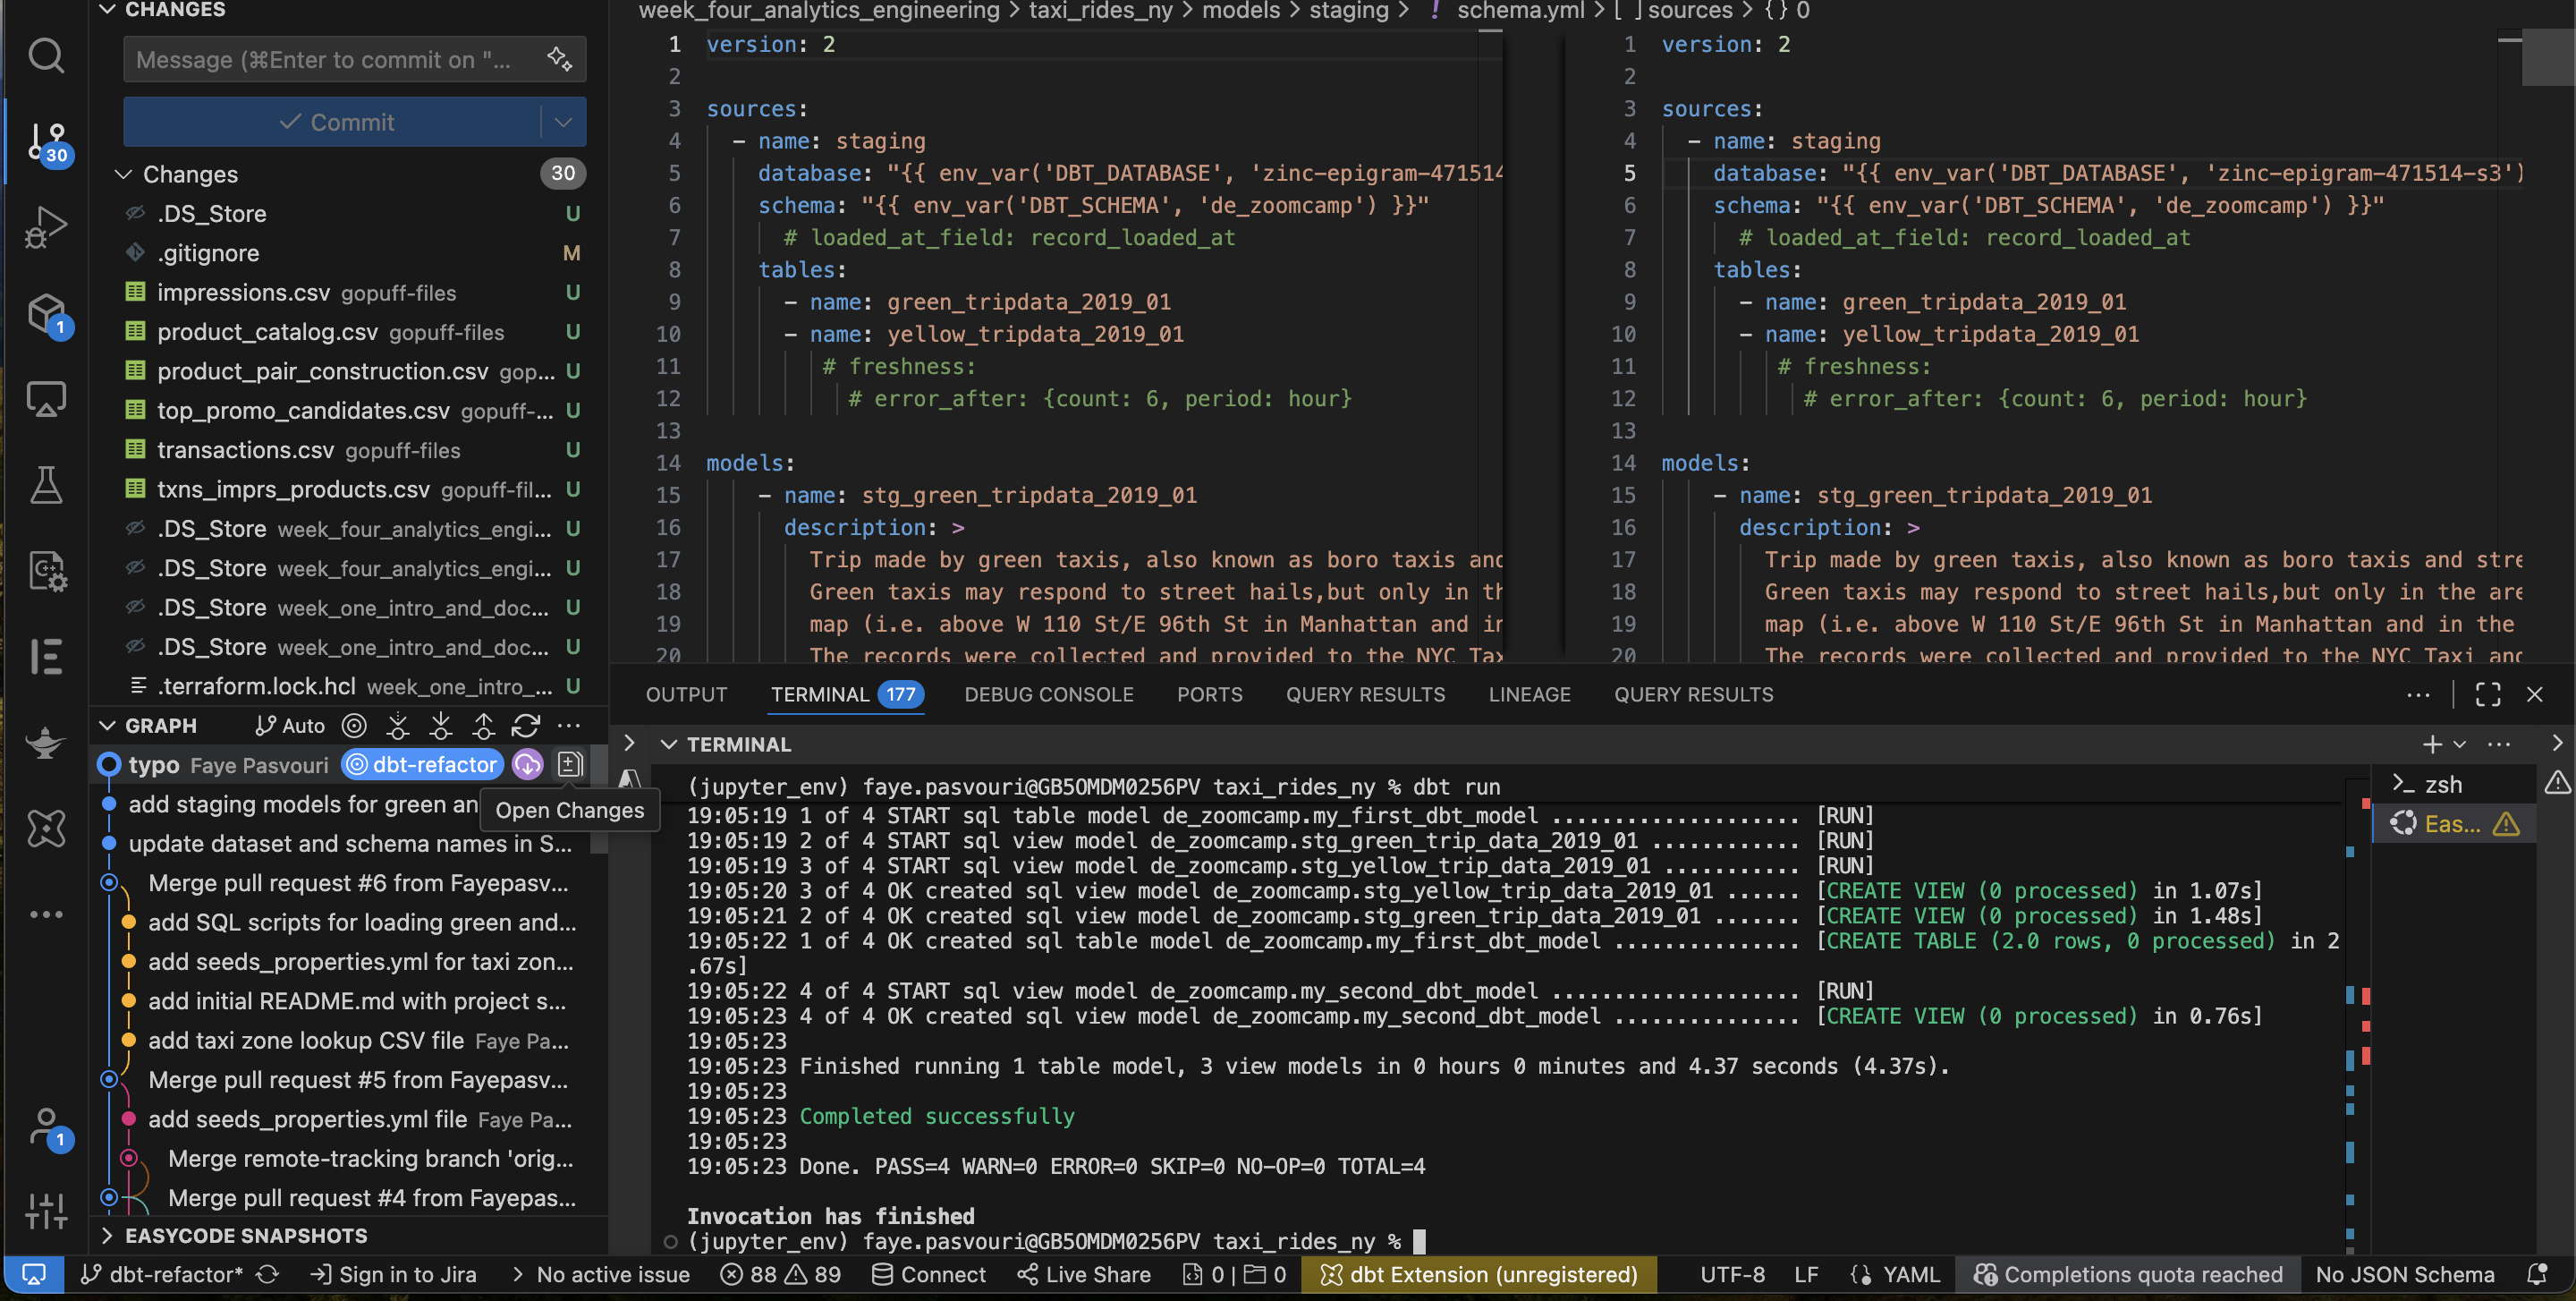 CHANGES
Message (⌘Enter to commit on "...
Commit
Changes 30
.DS_Store U
.gitignore M
impressions.csv gopuff-files U
product_catalog.csv gopuff-files U
product_pair_construction.csv gop... U
top_promo_candidates.csv gopuff-... U
transactions.csv gopuff-files U
txns_imprs_products.csv gopuff-fil... U
.DS_Store week_four_analytics_engi... U
.DS_Store week_four_analytics_engi... U
.DS_Store week_one_intro_and_doc... U
.DS_Store week_one_intro_and_doc... U
.terraform.lock.hcl week_one_intro_... U
30
1
1
GRAPH Auto ...
typo Faye Pasvouri dbt-refactor
add staging models for green an
Open Changes
update dataset and schema names in S...
Merge pull request #6 from Fayepasv...
add SQL scripts for loading green and...
add seeds_properties.yml for taxi zon...
add initial README.md with project s...
add taxi zone lookup CSV file Faye Pa...
Merge pull request #5 from Fayepasv...
add seeds_properties.yml file Faye Pa...
Merge remote-tracking branch 'orig...
Merge pull request #4 from Fayepas...
EASYCODE SNAPSHOTS
week_four_analytics_engineering > taxi_rides_ny > models > staging > ! schema.yml > [ ] sources > {} 0
1 version: 2
2
3 sources:
4 - name: staging
5 database: "{{ env_var('DBT_DATABASE', 'zinc-epigram-471514
6 schema: "{{ env_var('DBT_SCHEMA', 'de_zoomcamp') }}"
7 # loaded_at_field: record_loaded_at
8 tables:
9 - name: green_tripdata_2019_01
10 - name: yellow_tripdata_2019_01
11 # freshness:
12 # error_after: {count: 6, period: hour}
13
14 models:
15 - name: stg_green_tripdata_2019_01
16 description: >
17 Trip made by green taxis, also known as boro taxis and
18 Green taxis may respond to street hails,but only in th
19 map (i.e. above W 110 St/E 96th St in Manhattan and in
20 The records were collected and provided to the NYC Tax
1 version: 2
2
3 sources:
4 - name: staging
5 database: "{{ env_var('DBT_DATABASE', 'zinc-epigram-471514-s3')
6 schema: "{{ env_var('DBT_SCHEMA', 'de_zoomcamp') }}"
7 # loaded_at_field: record_loaded_at
8 tables:
9 - name: green_tripdata_2019_01
10 - name: yellow_tripdata_2019_01
11 # freshness:
12 # error_after: {count: 6, period: hour}
13
14 models:
15 - name: stg_green_tripdata_2019_01
16 description: >
17 Trip made by green taxis, also known as boro taxis and stre
18 Green taxis may respond to street hails,but only in the are
19 map (i.e. above W 110 St/E 96th St in Manhattan and in the
20 The records were collected and provided to the NYC Taxi and
OUTPUT TERMINAL 177 DEBUG CONSOLE PORTS QUERY RESULTS LINEAGE QUERY RESULTS
TERMINAL
zsh
Eas...
(jupyter_env) faye.pasvouri@GB5OMDM0256PV taxi_rides_ny % dbt run
19:05:19 1 of 4 START sql table model de_zoomcamp.my_first_dbt_model ..................... [RUN]
19:05:19 2 of 4 START sql view model de_zoomcamp.stg_green_trip_data_2019_01 ............ [RUN]
19:05:19 3 of 4 START sql view model de_zoomcamp.stg_yellow_trip_data_2019_01 ........... [RUN]
19:05:20 3 of 4 OK created sql view model de_zoomcamp.stg_yellow_trip_data_2019_01 ...... [CREATE VIEW (0 processed) in 1.07s]
19:05:21 2 of 4 OK created sql view model de_zoomcamp.stg_green_trip_data_2019_01 ....... [CREATE VIEW (0 processed) in 1.48s]
19:05:22 1 of 4 OK created sql table model de_zoomcamp.my_first_dbt_model ............... [CREATE TABLE (2.0 rows, 0 processed) in 2
.67s]
19:05:22 4 of 4 START sql view model de_zoomcamp.my_second_dbt_model .................... [RUN]
19:05:23 4 of 4 OK created sql view model de_zoomcamp.my_second_dbt_model ............... [CREATE VIEW (0 processed) in 0.76s]
19:05:23
19:05:23 Finished running 1 table model, 3 view models in 0 hours 0 minutes and 4.37 seconds (4.37s).
19:05:23
19:05:23 Completed successfully
19:05:23
19:05:23 Done. PASS=4 WARN=0 ERROR=0 SKIP=0 NO-OP=0 TOTAL=4
Invocation has finished
(jupyter_env) faye.pasvouri@GB5OMDM0256PV taxi_rides_ny %
dbt-refactor* Sign in to Jira No active issue 88 89 Connect Live Share 0 | 0 dbt Extension (unregistered) UTF-8 LF YAML Completions quota reached No JSON Schema